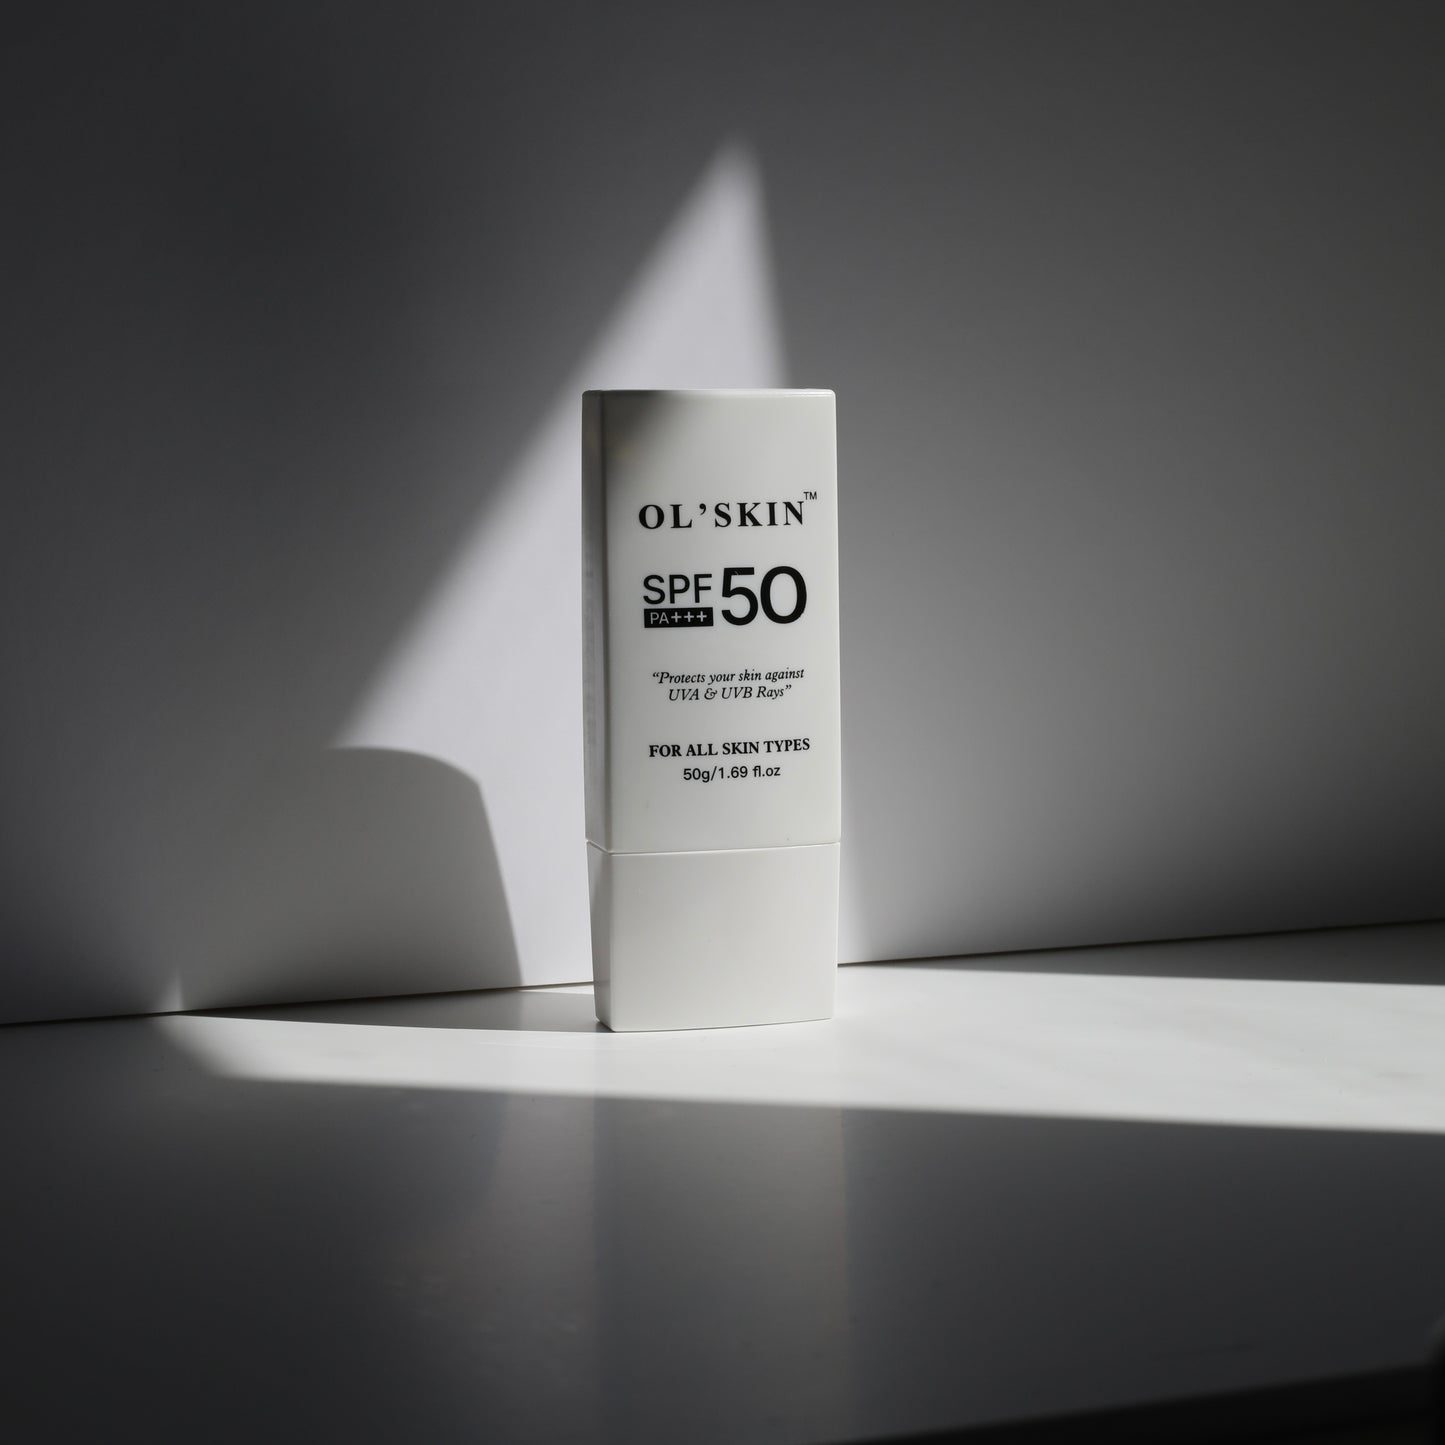 OL’SKIN™
SPF 50
PA+++
“Protects your skin against
UVA & UVB Rays”
FOR ALL SKIN TYPES
50g/1.69 fl.oz